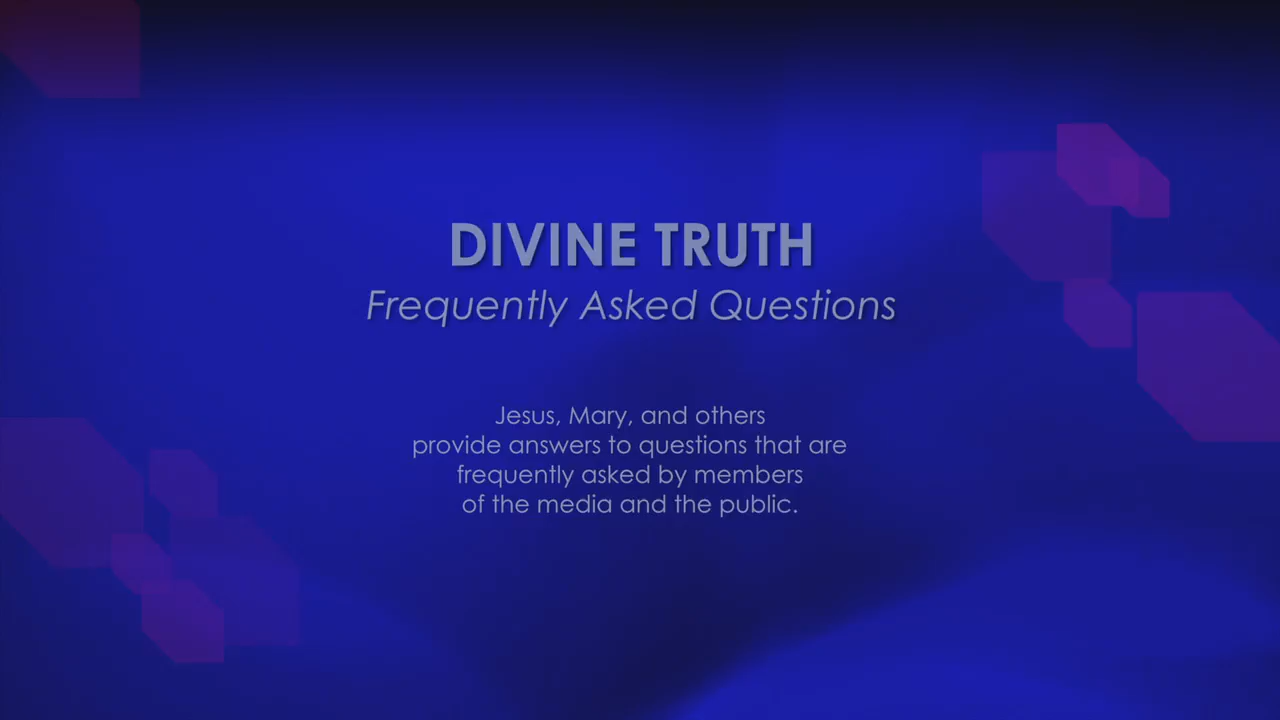 DIVINE TRUTH
Frequently Asked Questions
Jesus, Mary, and others
provide answers to questions that are
frequently asked by members
of the media and the public.